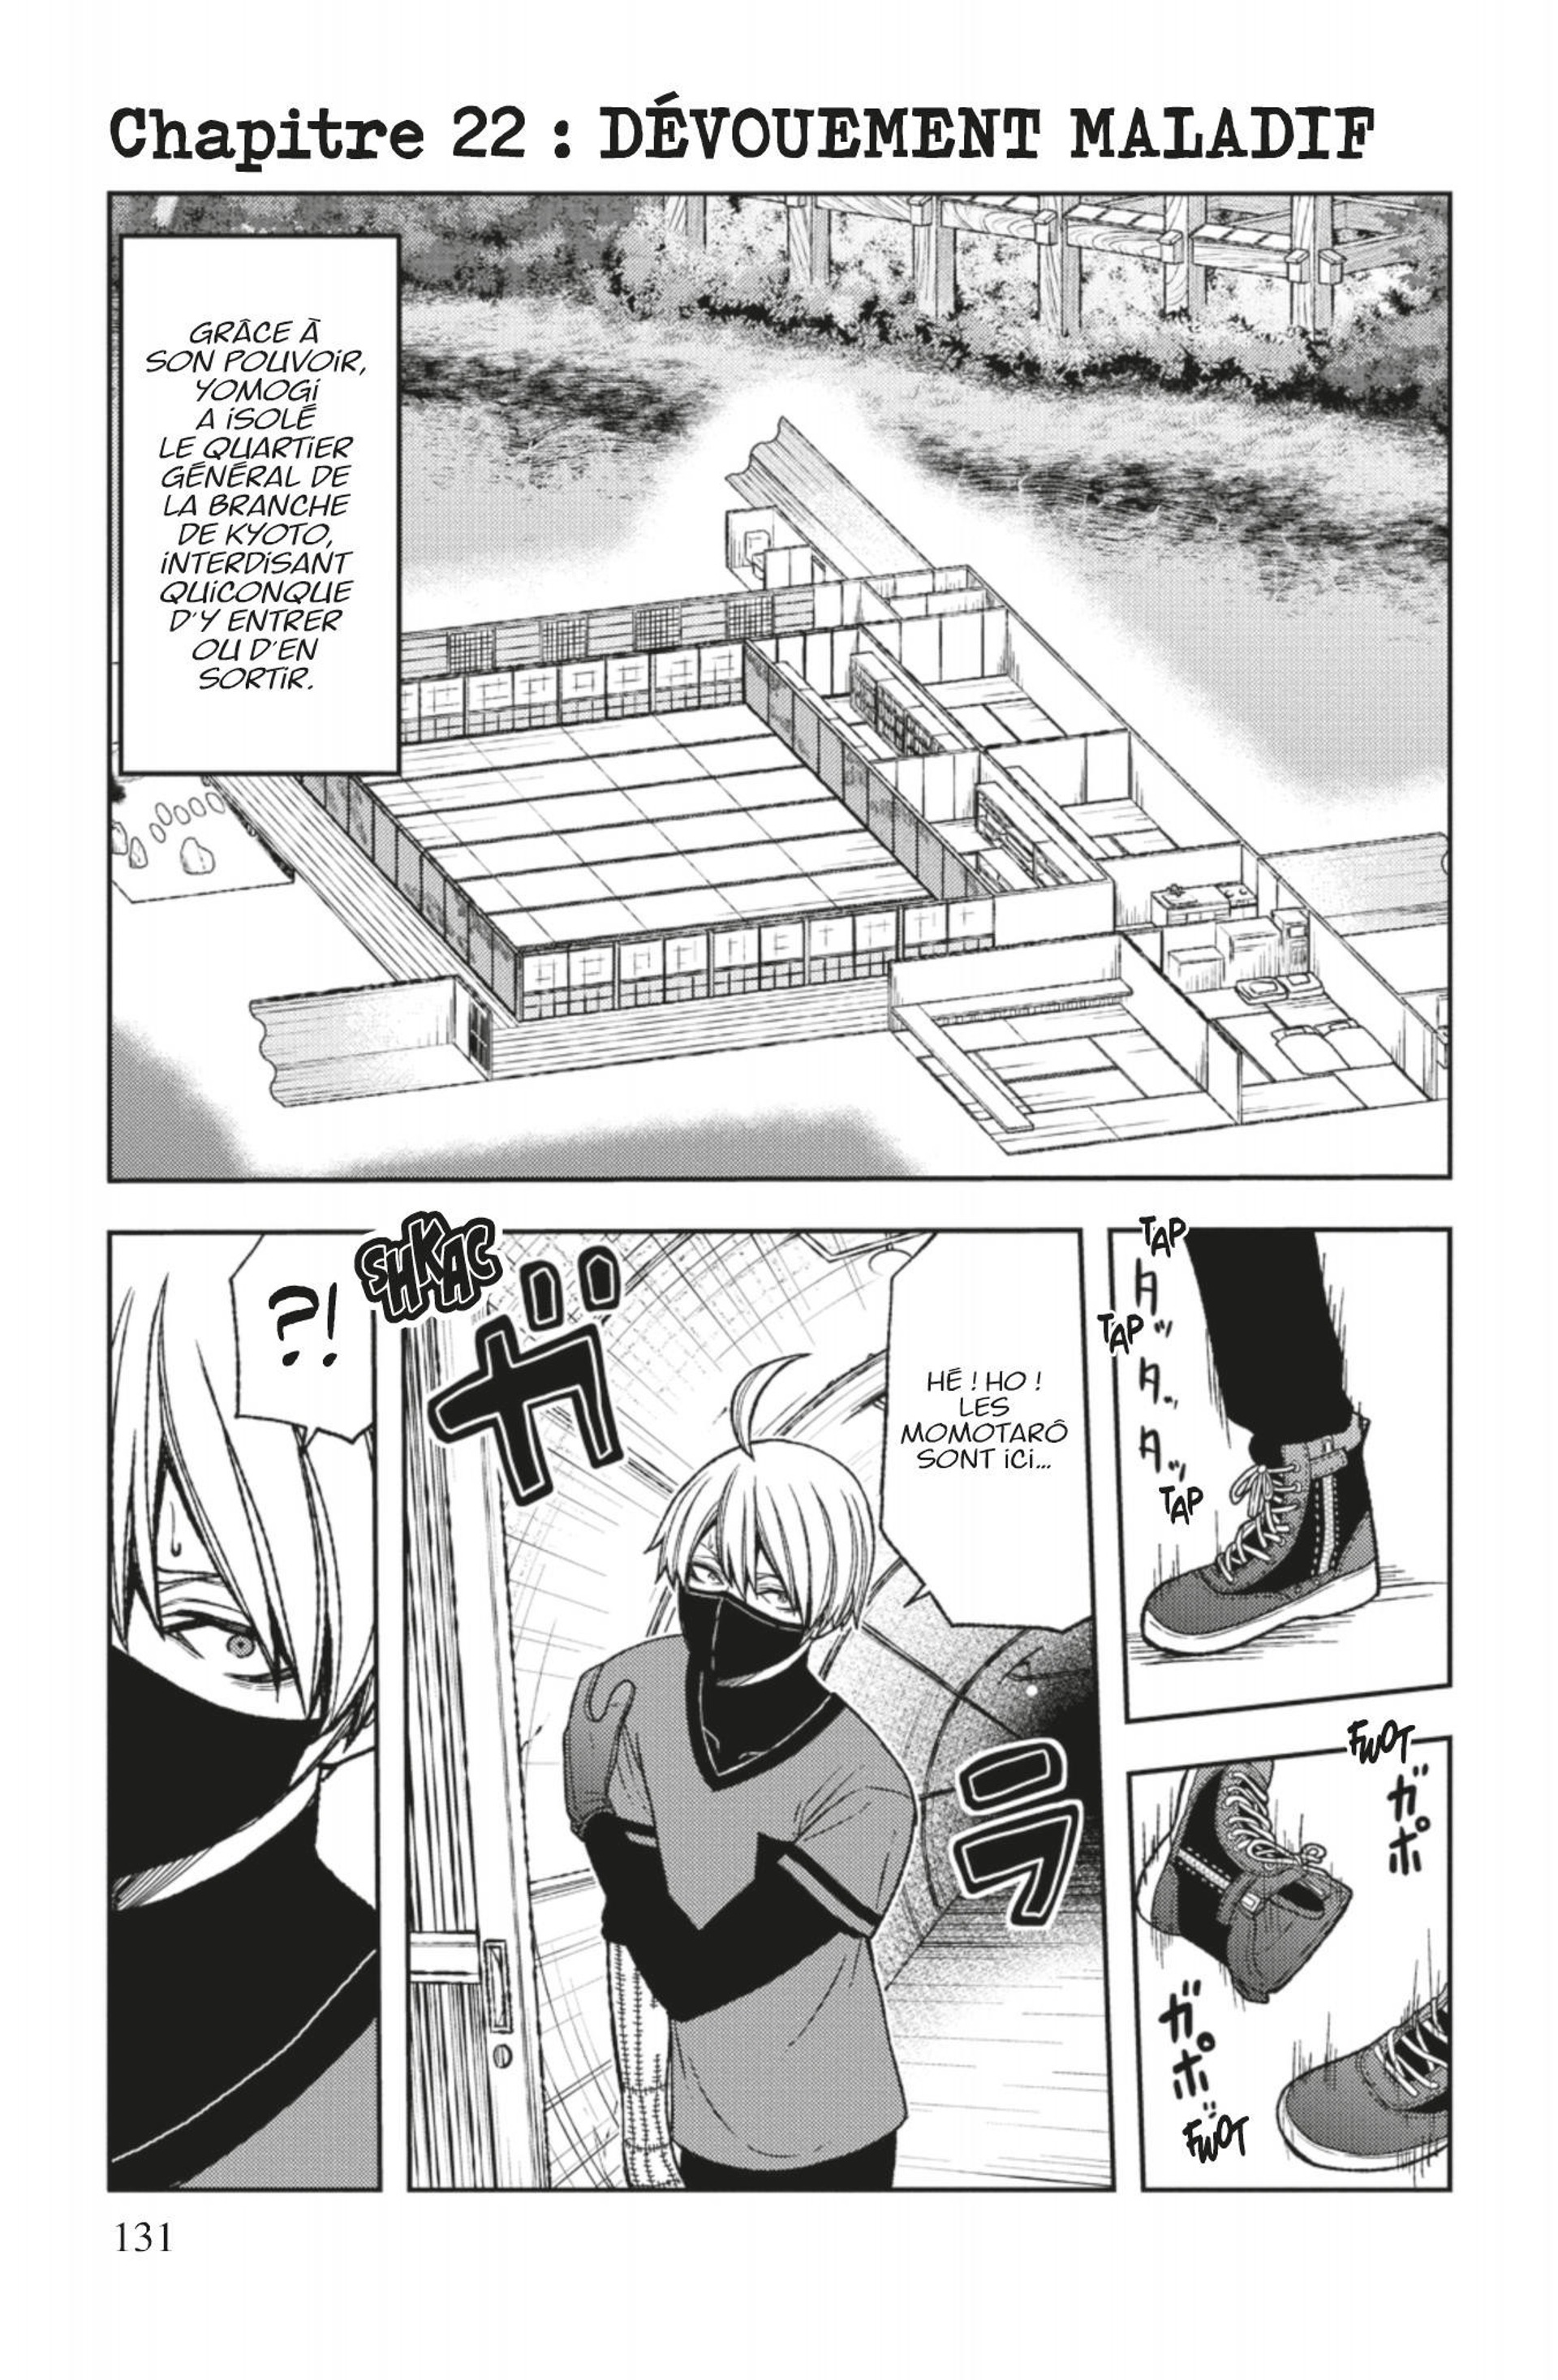 Chapitre 22 : DÉVOUEMENT MALADIF
GRÂCE À
SON POUVOIR,
YOMOGI
A ISOLÉ
LE QUARTIER
GÉNÉRAL DE
LA BRANCHE
DE KYOTO,
INTERDISANT
QUICONQUE
D'Y ENTRER
OU D'EN
SORTIR.
TAP
タッ
TAP
タッ
タッ
TAP
FWOT
ガポ
ガポッ
FWOT
HÉ ! HO !
LES
MOMOTARÔ
SONT ICI...
SHKAC
ガラ
?!
131